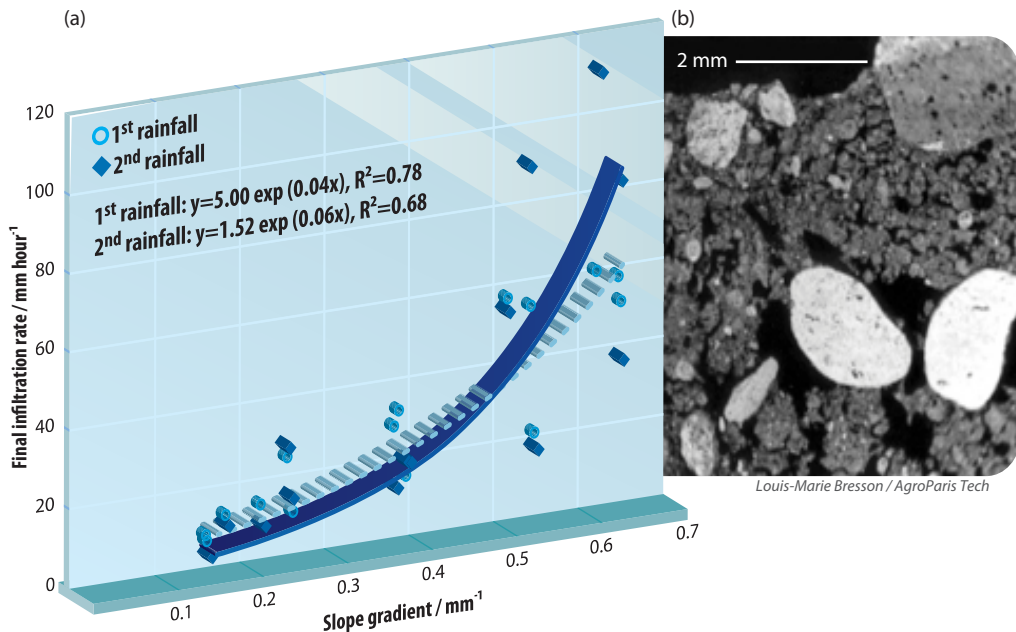 (a)
120
100
80
60
40
20
0
Final infiltration rate / mm hour⁻¹
1ˢᵗ rainfall
2ⁿᵈ rainfall
1ˢᵗ rainfall: y=5.00 exp (0.04x), R²=0.78
2ⁿᵈ rainfall: y=1.52 exp (0.06x), R²=0.68
0.1 0.2 0.3 0.4 0.5 0.6 0.7
Slope gradient / mm⁻¹
(b)
2 mm
Louis-Marie Bresson / AgroParis Tech